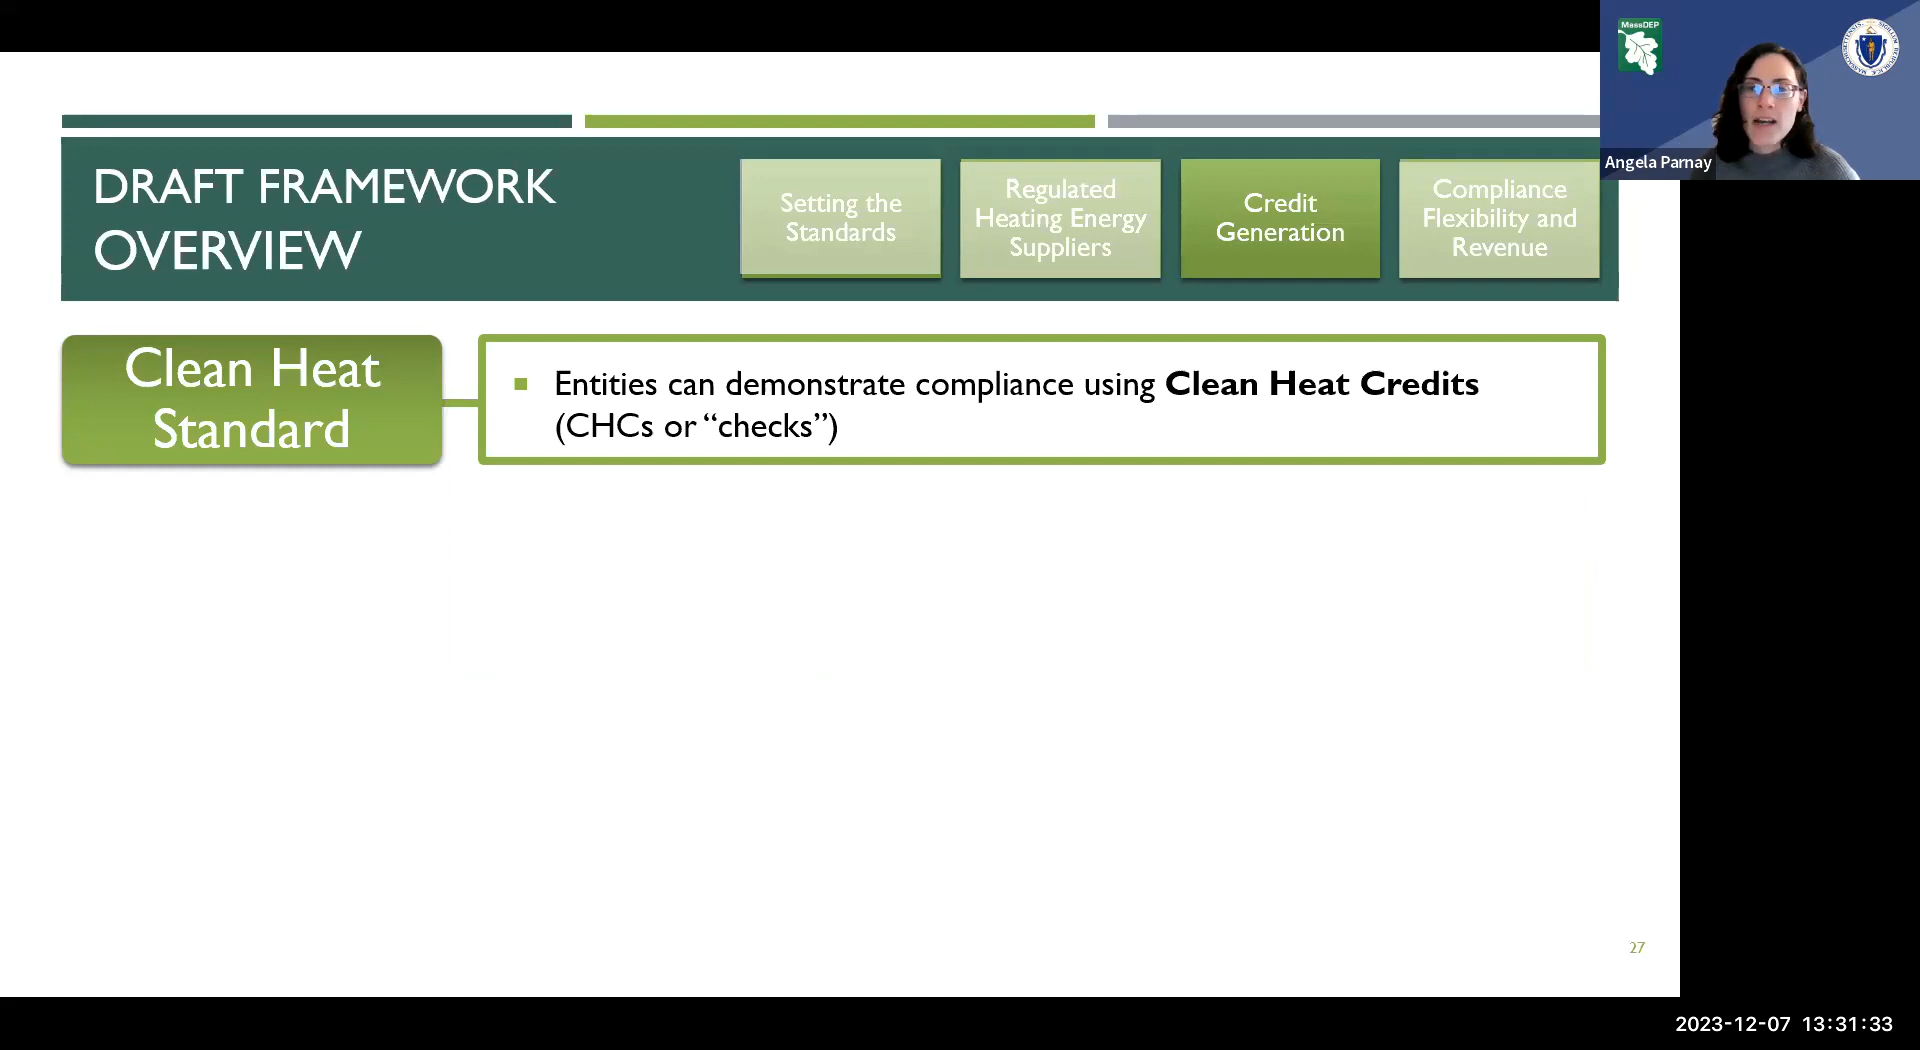 MassDEP
Angela Parnay
DRAFT FRAMEWORK
OVERVIEW
Setting the
Standards
Regulated
Heating Energy
Suppliers
Credit
Generation
Compliance
Flexibility and
Revenue
Clean Heat
Standard
Entities can demonstrate compliance using Clean Heat Credits
(CHCs or “checks”)
27
2023-12-07 13:31:33